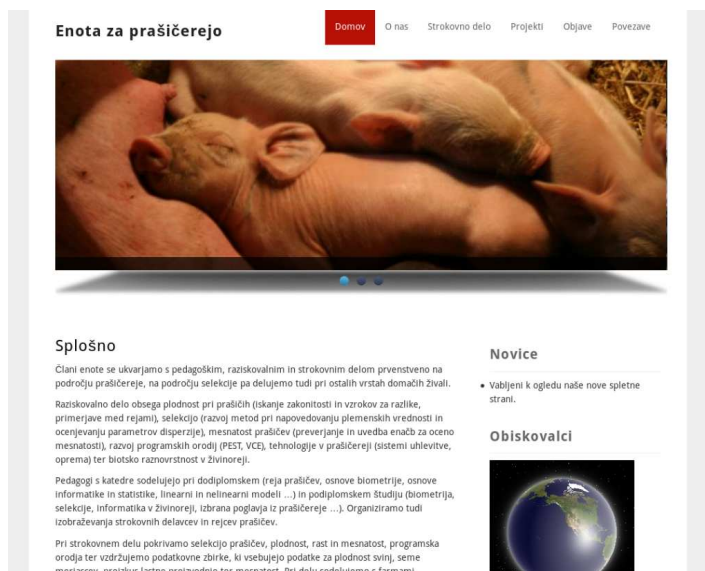 Enota za prašičerejo
Domov O nas Strokovno delo Projekti Objave Povezave
Splošno
Člani enote se ukvarjamo s pedagoškim, raziskovalnim in strokovnim delom prvenstveno na
področju prašičereje, na področju selekcije pa delujemo tudi pri ostalih vrstah domačih živali.
Raziskovalno delo obsega plodnost pri prašičih (iskanje zakonitosti in vzrokov za razlike,
primerjave med rejami), selekcijo (razvoj metod pri napovedovanju plemenskih vrednosti in
ocenjevanju parametrov disperzije), mesnatost prašičev (preverjanje in uvedba enačb za oceno
mesnatosti), razvoj programskih orodij (PEST, VCE), tehnologije v prašičereji (sistemi uhlevitve,
oprema) ter biotsko raznovrstnost v živinoreji.
Pedagogi s katedre sodelujejo pri dodiplomskem (reja prašičev, osnove biometrije, osnove
informatike in statistike, linearni in nelinearni modeli …) in podiplomskem študiju (biometrija,
selekcije, informatika v živinoreji, izbrana poglavja iz prašičereje …). Organiziramo tudi
izobraževanja strokovnih delavcev in rejcev prašičev.
Pri strokovnem delu pokrivamo selekcijo prašičev, plodnost, rast in mesnatost, programska
orodja ter vzdržujemo podatkovne zbirke, ki vsebujejo podatke za plodnost svinj, seme
Novice
Vabljeni k ogledu naše nove spletne
strani.
Obiskovalci